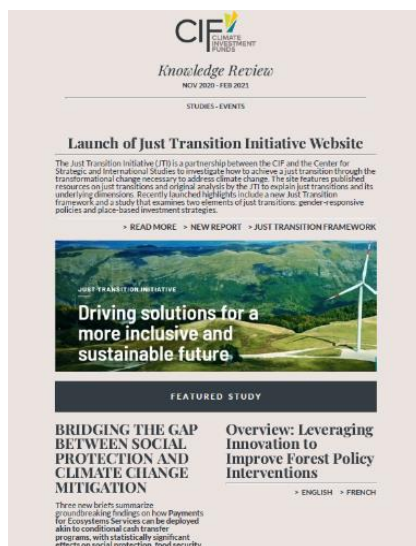 CIF
CLIMATE
INVESTMENT
FUNDS
Knowledge Review
NOV 2020 - FEB 2021
STUDIES - EVENTS
Launch of Just Transition Initiative Website
The Just Transition Initiative (JTI) is a partnership between the CIF and the Center for
Strategic and International Studies to investigate how to achieve a just transition through the
transformational change necessary to address climate change. The site features published
resources on just transitions and original analysis by the JTI to explain just transitions and its
underlying dimensions. Recently launched highlights include a new Just Transition
framework and a study that examines two elements of just transitions: gender-responsive
policies and place-based investment strategies.
> READ MORE > NEW REPORT > JUST TRANSITION FRAMEWORK
JUST TRANSITION INITIATIVE
Driving solutions for a
more inclusive and
sustainable future
FEATURED STUDY
BRIDGING THE GAP
BETWEEN SOCIAL
PROTECTION AND
CLIMATE CHANGE
MITIGATION
Three new briefs summarize
groundbreaking findings on how Payments
for Ecosystems Services can be deployed
akin to conditional cash transfer
programs, with statistically significant
effects on social protection, food security
Overview: Leveraging
Innovation to
Improve Forest Policy
Interventions
> ENGLISH > FRENCH